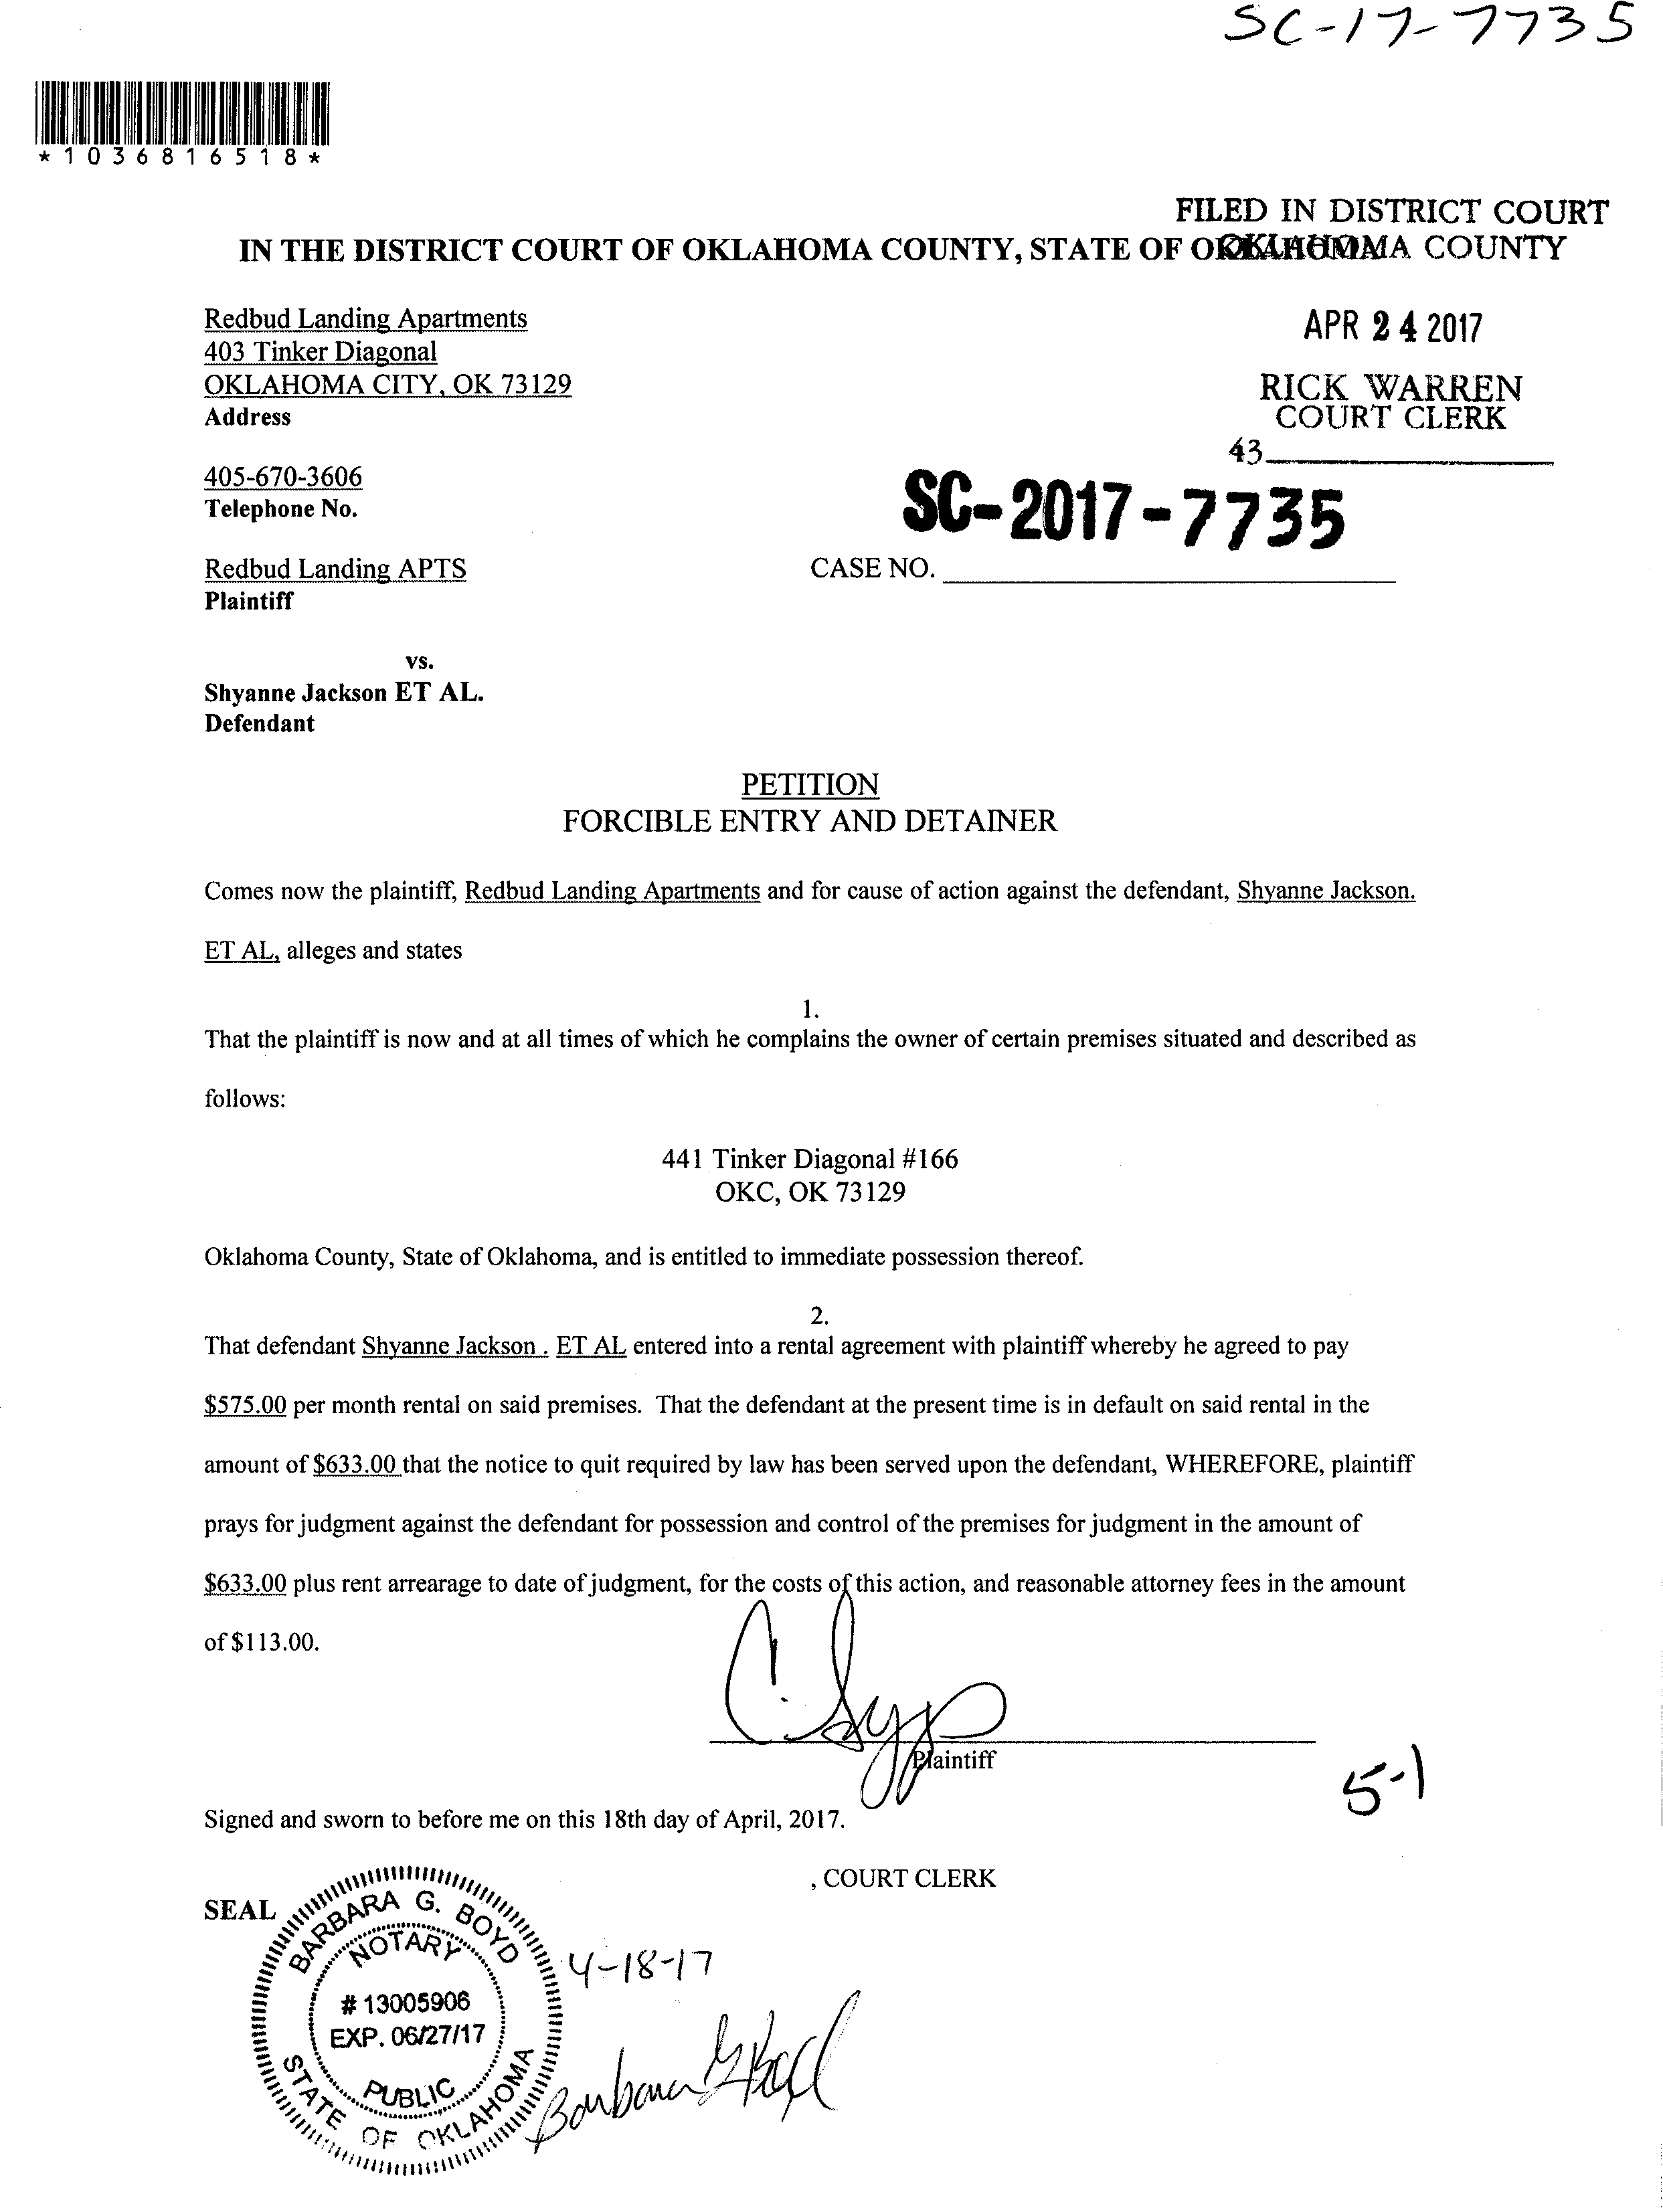 SC-17-7735
*1036816518*
FILED IN DISTRICT COURT
OKLAHOMA COUNTY
IN THE DISTRICT COURT OF OKLAHOMA COUNTY, STATE OF OKLAHOMA
Redbud Landing Apartments
403 Tinker Diagonal
OKLAHOMA CITY, OK 73129
Address
APR 24 2017
RICK WARREN
COURT CLERK
43
405-670-3606
Telephone No.
SC-2017-7735
Redbud Landing APTS
CASE NO.
Plaintiff
vs.
Shyanne Jackson ET AL.
Defendant
PETITION
FORCIBLE ENTRY AND DETAINER
Comes now the plaintiff, Redbud Landing Apartments and for cause of action against the defendant, Shyanne Jackson.
ET AL, alleges and states
1.
That the plaintiff is now and at all times of which he complains the owner of certain premises situated and described as
follows:
441 Tinker Diagonal #166
OKC, OK 73129
Oklahoma County, State of Oklahoma, and is entitled to immediate possession thereof.
2.
That defendant Shyanne Jackson . ET AL entered into a rental agreement with plaintiff whereby he agreed to pay
$575.00 per month rental on said premises. That the defendant at the present time is in default on said rental in the
amount of $633.00 that the notice to quit required by law has been served upon the defendant, WHEREFORE, plaintiff
prays for judgment against the defendant for possession and control of the premises for judgment in the amount of
$633.00 plus rent arrearage to date of judgment, for the costs of this action, and reasonable attorney fees in the amount
of $113.00.
Plaintiff
5-1
Signed and sworn to before me on this 18th day of April, 2017.
, COURT CLERK
SEAL
BARBARA G. BOYD
NOTARY
# 13005906
EXP. 06/27/17
PUBLIC
STATE OF OKLAHOMA
4-18-17
Barbara G Boyd